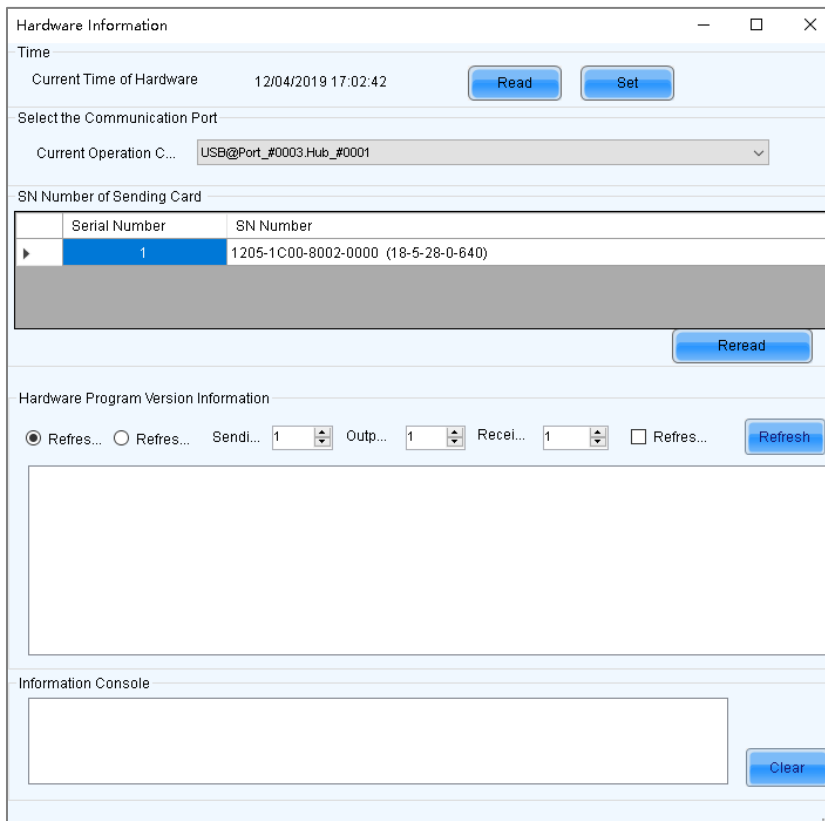 Hardware Information
Time
Current Time of Hardware 12/04/2019 17:02:42 Read Set
Select the Communication Port
Current Operation C... USB@Port_#0003.Hub_#0001
SN Number of Sending Card
Serial Number SN Number
1 1205-1C00-8002-0000 (18-5-28-0-640)
Reread
Hardware Program Version Information
Refres... Refres... Sendi... 1 Outp... 1 Recei... 1 Refres... Refresh
Information Console
Clear